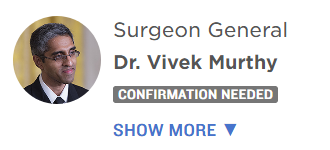 Surgeon General
Dr. Vivek Murthy
CONFIRMATION NEEDED
SHOW MORE ▼